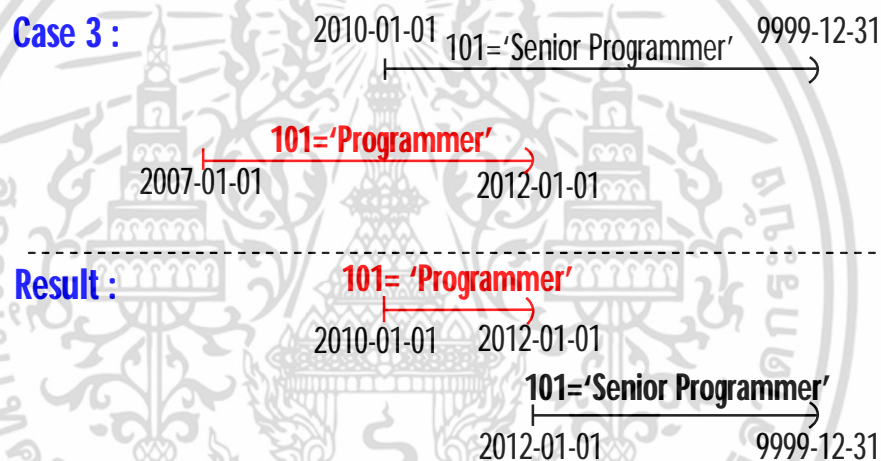 Case 3 :
2010-01-01 101='Senior Programmer' 9999-12-31
101='Programmer'
2007-01-01 2012-01-01
Result :
101= 'Programmer'
2010-01-01 2012-01-01
101='Senior Programmer'
2012-01-01 9999-12-31